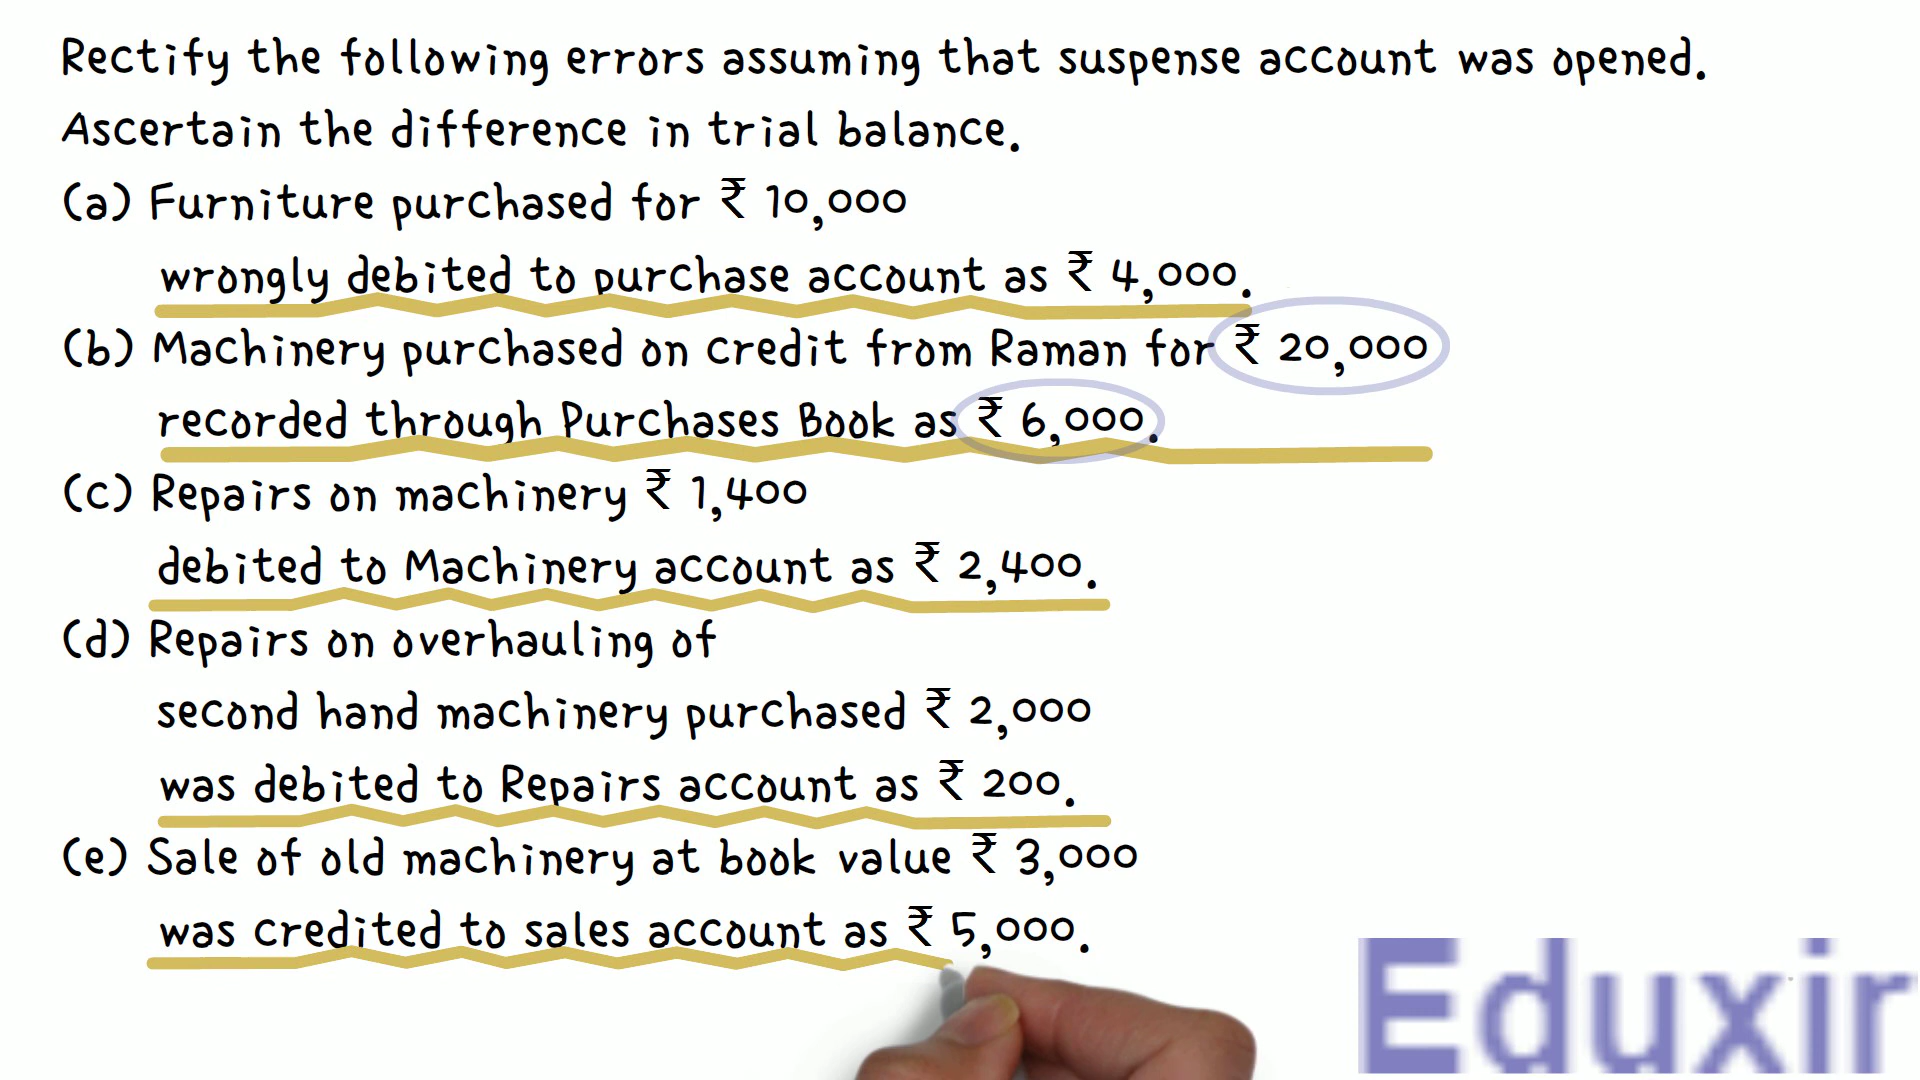 Rectify the following errors assuming that suspense account was opened.
Ascertain the difference in trial balance.
(a) Furniture purchased for ₹ 10,000
wrongly debited to purchase account as ₹ 4,000.
(b) Machinery purchased on credit from Raman for ₹ 20,000
recorded through Purchases Book as ₹ 6,000.
(c) Repairs on machinery ₹ 1,400
debited to Machinery account as ₹ 2,400.
(d) Repairs on overhauling of
second hand machinery purchased ₹ 2,000
was debited to Repairs account as ₹ 200.
(e) Sale of old machinery at book value ₹ 3,000
was credited to sales account as ₹ 5,000.
Eduxir